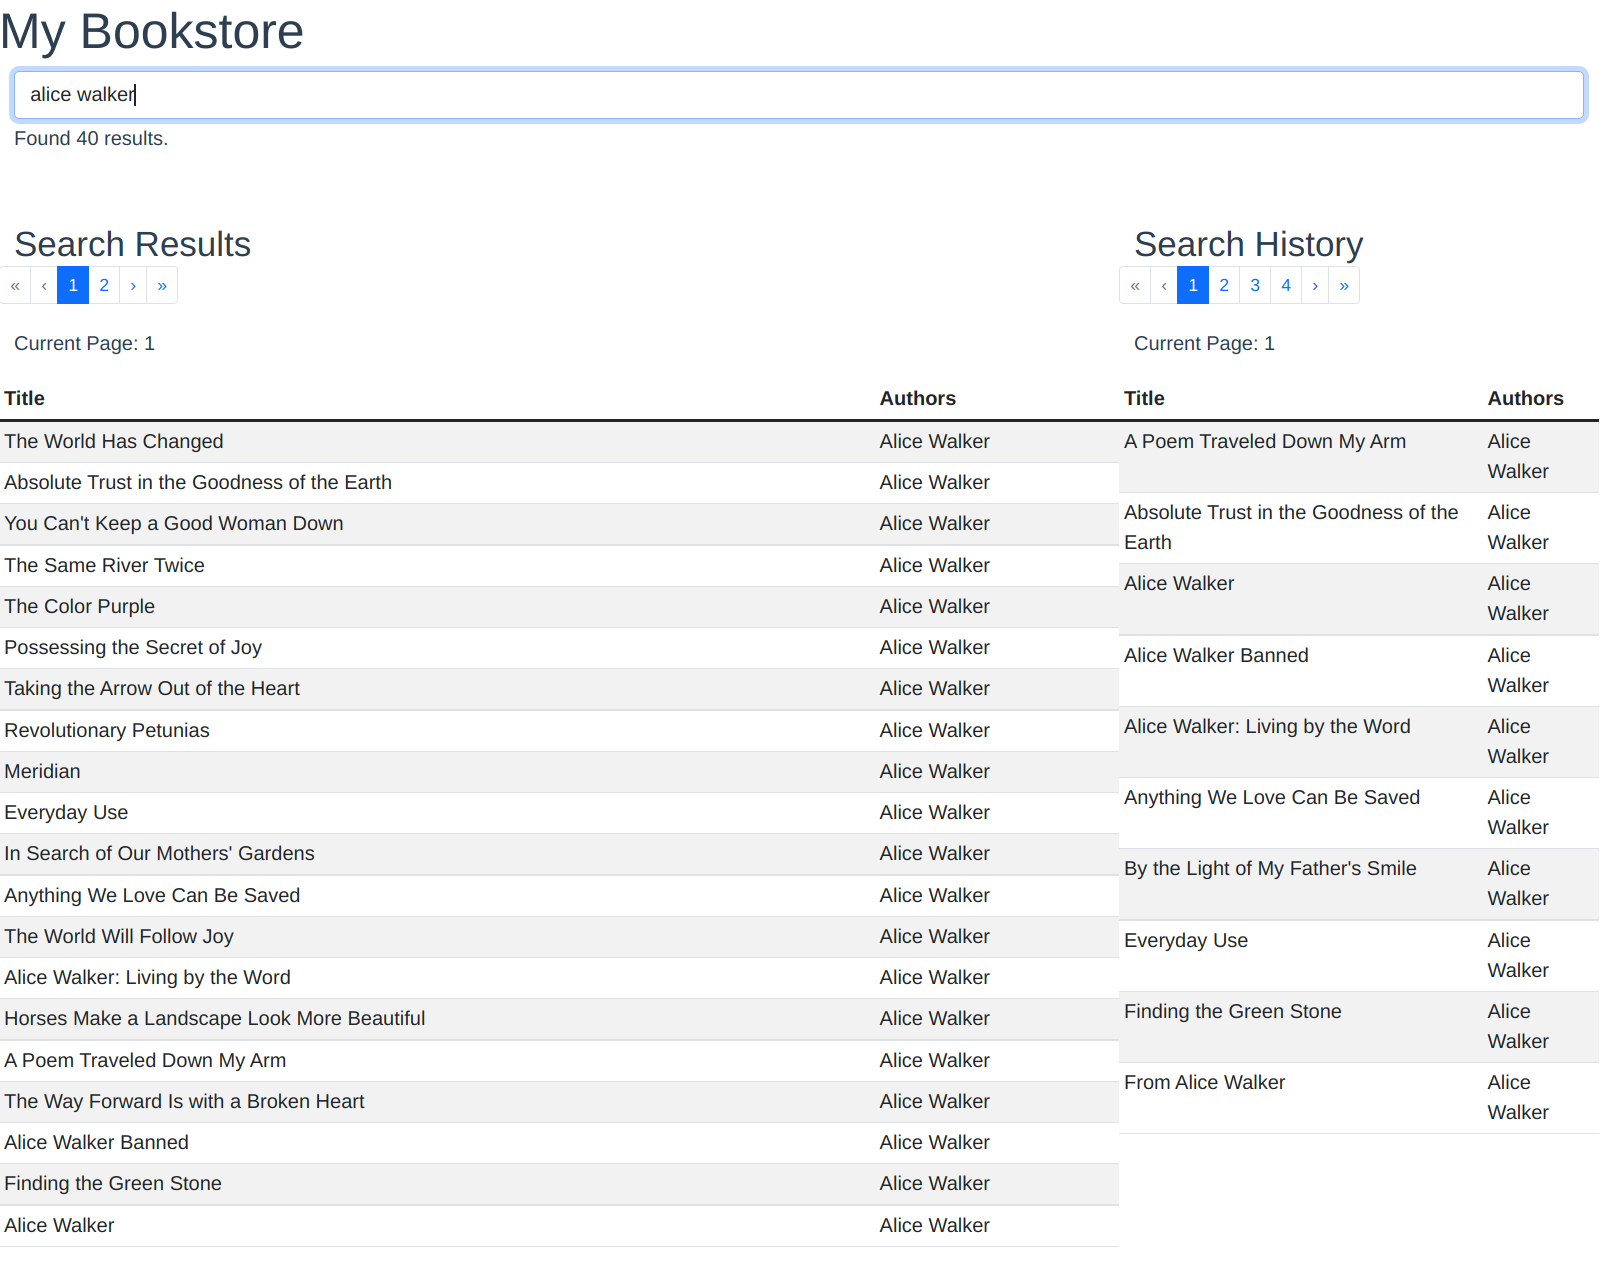 My Bookstore
alice walker
Found 40 results.
Search Results
« ‹ 1 2 › »
Current Page: 1
Title Authors
The World Has Changed Alice Walker
Absolute Trust in the Goodness of the Earth Alice Walker
You Can't Keep a Good Woman Down Alice Walker
The Same River Twice Alice Walker
The Color Purple Alice Walker
Possessing the Secret of Joy Alice Walker
Taking the Arrow Out of the Heart Alice Walker
Revolutionary Petunias Alice Walker
Meridian Alice Walker
Everyday Use Alice Walker
In Search of Our Mothers' Gardens Alice Walker
Anything We Love Can Be Saved Alice Walker
The World Will Follow Joy Alice Walker
Alice Walker: Living by the Word Alice Walker
Horses Make a Landscape Look More Beautiful Alice Walker
A Poem Traveled Down My Arm Alice Walker
The Way Forward Is with a Broken Heart Alice Walker
Alice Walker Banned Alice Walker
Finding the Green Stone Alice Walker
Alice Walker Alice Walker
Search History
« ‹ 1 2 3 4 › »
Current Page: 1
Title Authors
A Poem Traveled Down My Arm Alice
Walker
Absolute Trust in the Goodness of the Alice
Earth Walker
Alice Walker Alice
Walker
Alice Walker Banned Alice
Walker
Alice Walker: Living by the Word Alice
Walker
Anything We Love Can Be Saved Alice
Walker
By the Light of My Father's Smile Alice
Walker
Everyday Use Alice
Walker
Finding the Green Stone Alice
Walker
From Alice Walker Alice
Walker